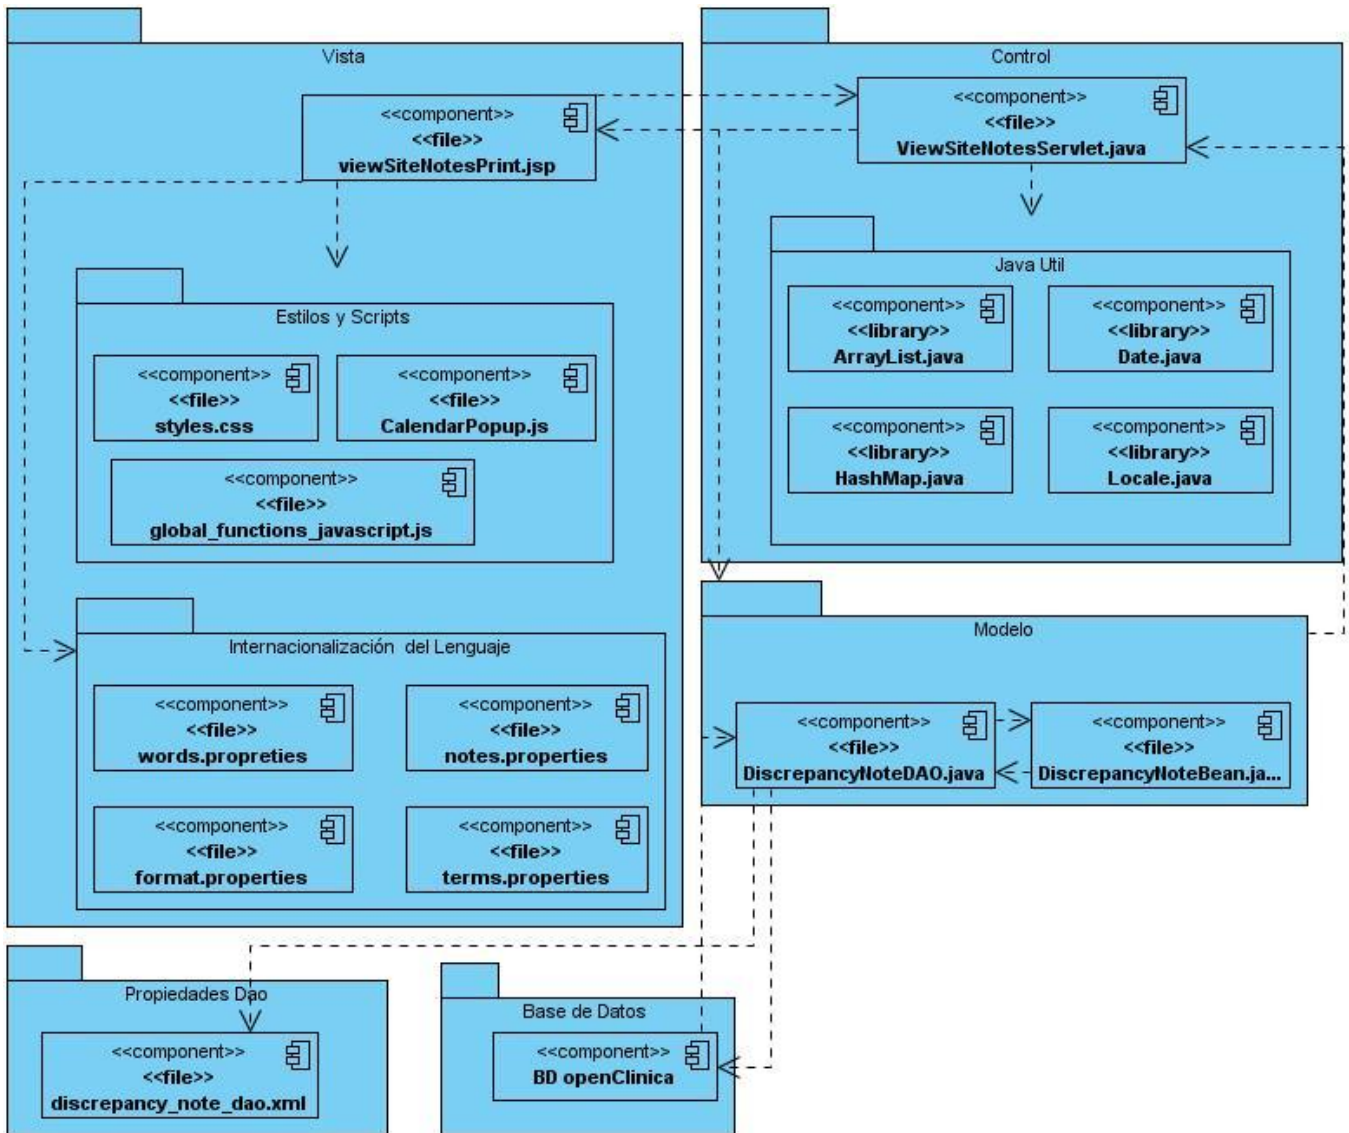 Vista
<<component>>
<<file>>
viewSiteNotesPrint.jsp
Estilos y Scripts
<<component>>
<<file>>
styles.css
<<component>>
<<file>>
CalendarPopup.js
<<component>>
<<file>>
global_functions_javascript.js
Internacionalización del Lenguaje
<<component>>
<<file>>
words.propreties
<<component>>
<<file>>
notes.properties
<<component>>
<<file>>
format.properties
<<component>>
<<file>>
terms.properties
Control
<<component>>
<<file>>
ViewSiteNotesServlet.java
Java Util
<<component>>
<<library>>
ArrayList.java
<<component>>
<<library>>
Date.java
<<component>>
<<library>>
HashMap.java
<<component>>
<<library>>
Locale.java
Modelo
<<component>>
<<file>>
DiscrepancyNoteDAO.java
<<component>>
<<file>>
DiscrepancyNoteBean.ja...
Propiedades Dao
<<component>>
<<file>>
discrepancy_note_dao.xml
Base de Datos
<<component>>
BD openClinica